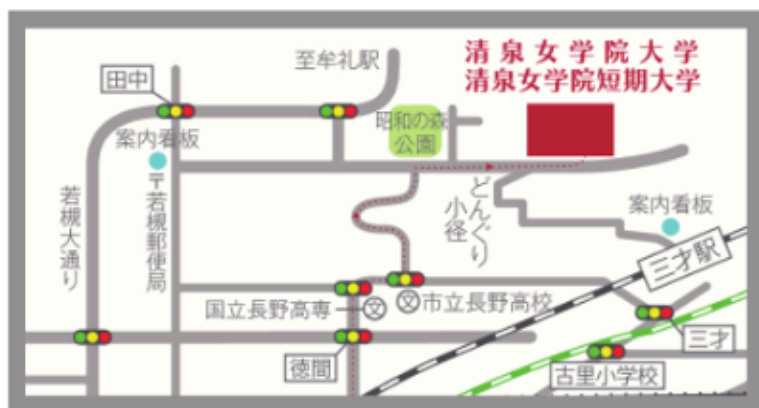 清泉女学院大学
清泉女学院短期大学
至牟礼駅
田中
昭和の森
公園
案内看板
〒若槻郵便局
若槻大通り
どんぐり
小径
案内看板
三才駅
国立長野高専
文
文
市立長野高校
徳間
三才
古里小学校